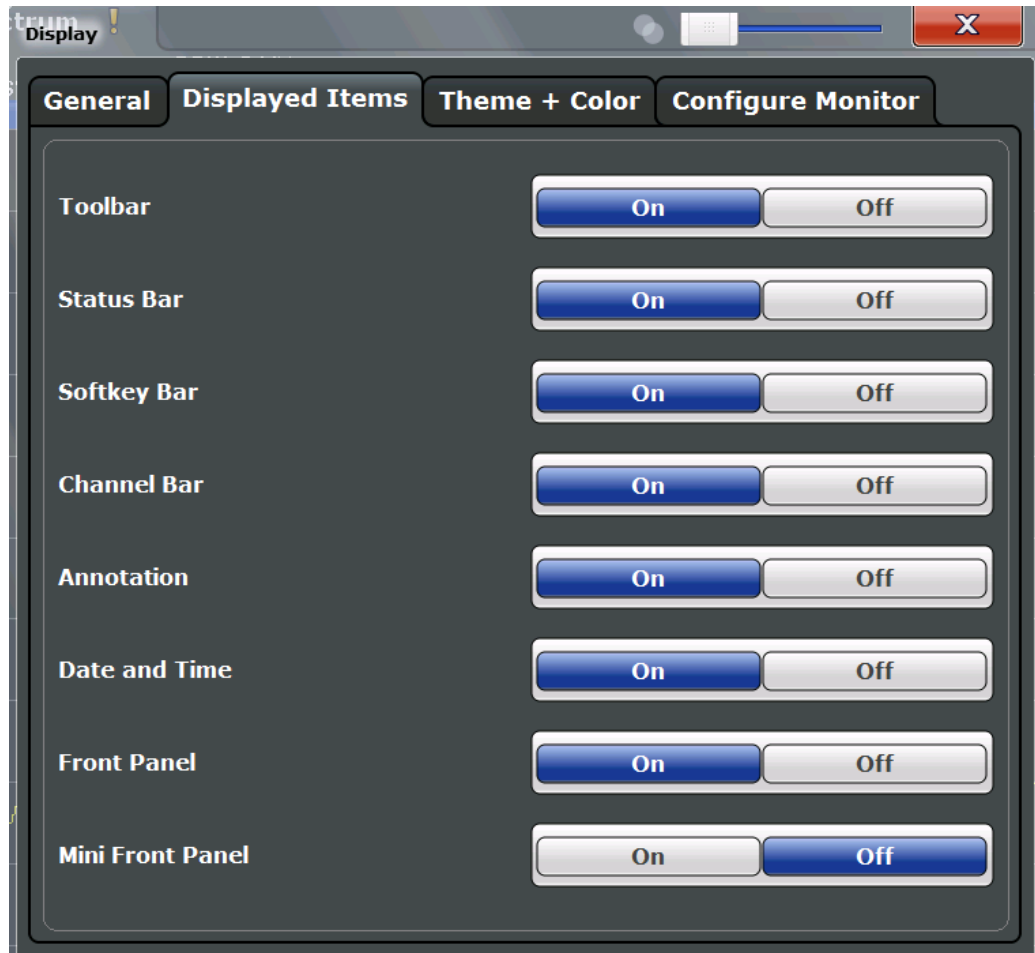 ctrum !
Display
X
General Displayed Items Theme + Color Configure Monitor
Toolbar On Off
Status Bar On Off
Softkey Bar On Off
Channel Bar On Off
Annotation On Off
Date and Time On Off
Front Panel On Off
Mini Front Panel On Off